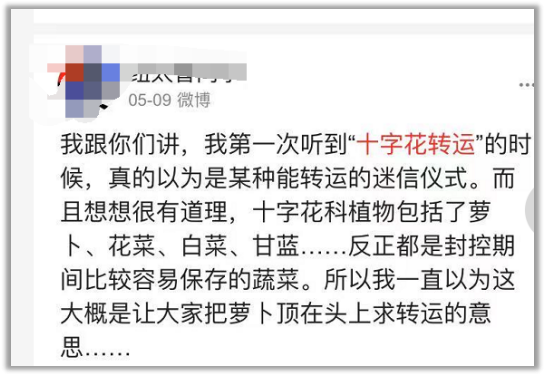 05-09 微博
我跟你们讲，我第一次听到“十字花转运”的时
候，真的以为是某种能转运的迷信仪式。而
且想想很有道理，十字花科植物包括了萝
卜、花菜、白菜、甘蓝……反正都是封控期
间比较容易保存的蔬菜。所以我一直以为这
大概是让大家把萝卜顶在头上求转运的意
思……